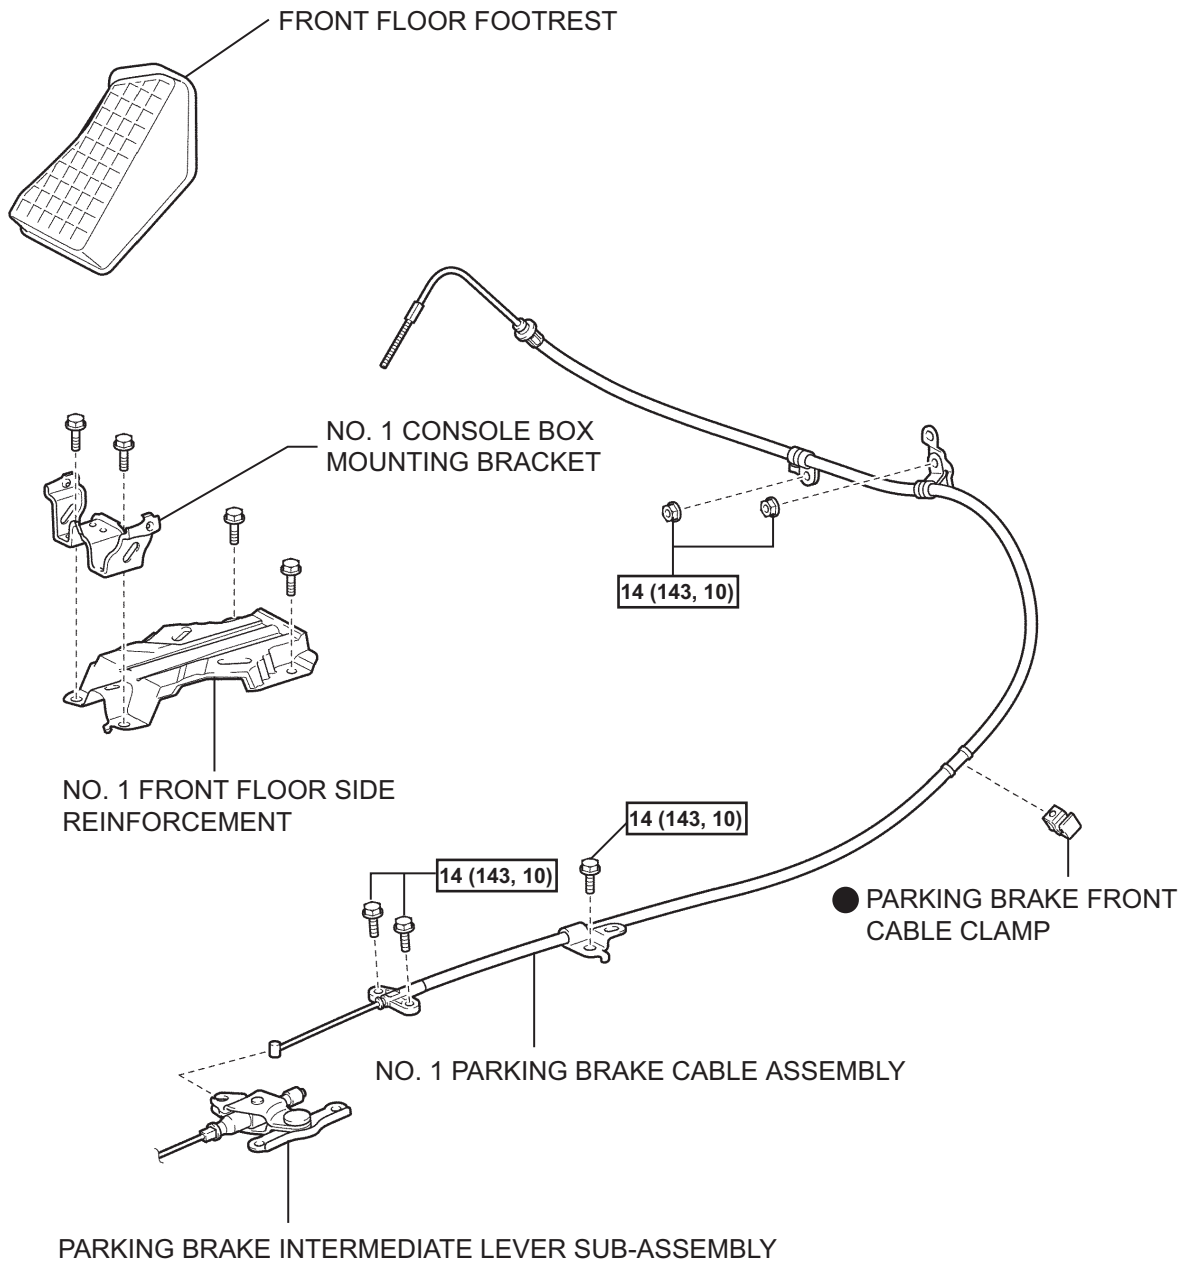 FRONT FLOOR FOOTREST
NO. 1 CONSOLE BOX
MOUNTING BRACKET
14 (143, 10)
NO. 1 FRONT FLOOR SIDE
REINFORCEMENT
14 (143, 10)
14 (143, 10)
PARKING BRAKE FRONT
CABLE CLAMP
NO. 1 PARKING BRAKE CABLE ASSEMBLY
PARKING BRAKE INTERMEDIATE LEVER SUB-ASSEMBLY